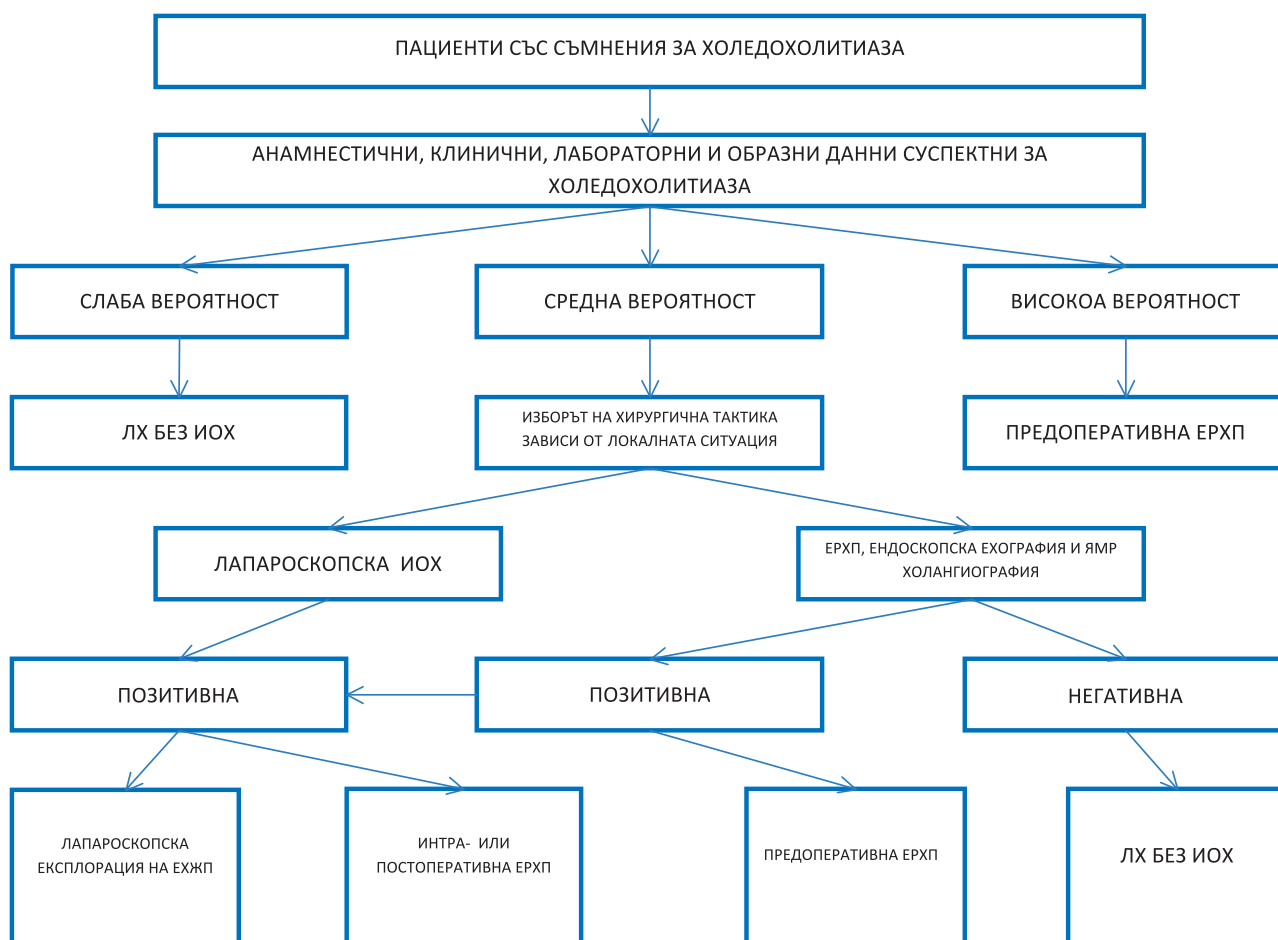 ПАЦИЕНТИ СЪС СЪМНЕНИЯ ЗА ХОЛЕДОХОЛИТИАЗА
АНАМНЕСТИЧНИ, КЛИНИЧНИ, ЛАБОРАТОРНИ И ОБРАЗНИ ДАННИ СУСПЕКТНИ ЗА
ХОЛЕДОХОЛИТИАЗА
СЛАБА ВЕРОЯТНОСТ
СРЕДНА ВЕРОЯТНОСТ
ВИСОКОА ВЕРОЯТНОСТ
ЛХ БЕЗ ИОХ
ИЗБОРЪТ НА ХИРУРГИЧНА ТАКТИКА
ЗАВИСИ ОТ ЛОКАЛНАТА СИТУАЦИЯ
ПРЕДОПЕРАТИВНА ЕРХП
ЛАПАРОСКОПСКА ИОХ
ЕРХП, ЕНДОСКОПСКА ЕХОГРАФИЯ И ЯМР
ХОЛАНГИОГРАФИЯ
ПОЗИТИВНА
ПОЗИТИВНА
НЕГАТИВНА
ЛАПАРОСКОПСКА
ЕКСПЛОРАЦИЯ НА ЕХЖП
ИНТРА- ИЛИ
ПОСТОПЕРАТИВНА ЕРХП
ПРЕДОПЕРАТИВНА ЕРХП
ЛХ БЕЗ ИОХ